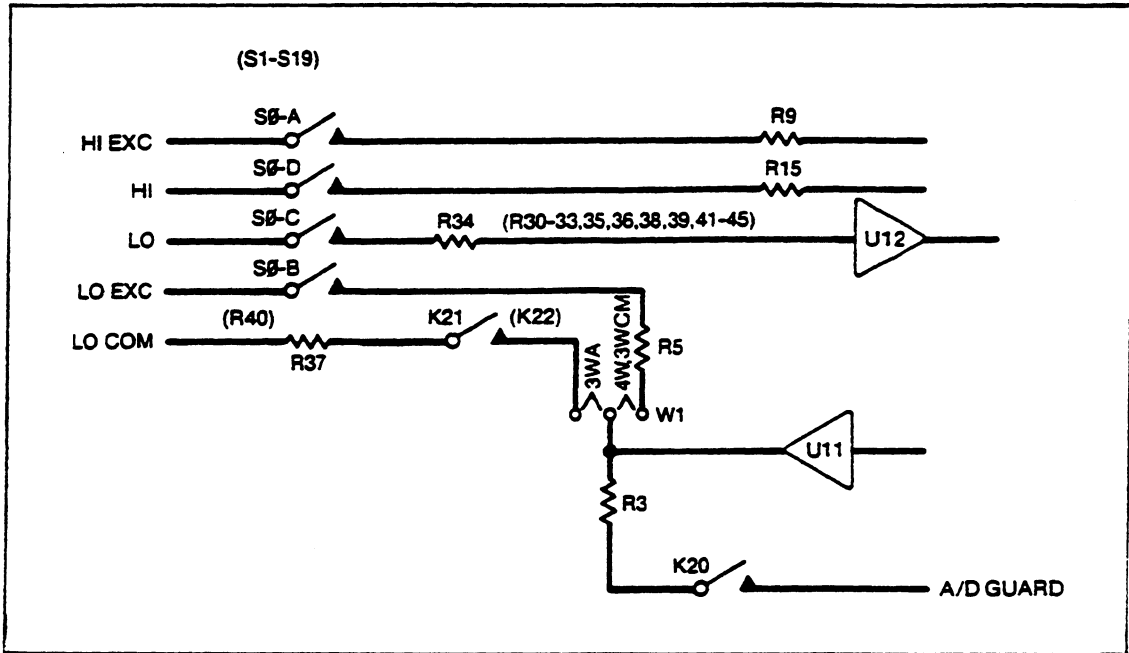 (S1-S19)
SØ-A
R9
HI EXC
SØ-D
R15
HI
SØ-C
R34
(R30-33,35,36,38,39,41-45)
LO
U12
SØ-B
LO EXC
(R40)
K21
(K22)
LO COM
R37
3WA
4W,3WCM
R5
W1
U11
R3
K20
A/D GUARD